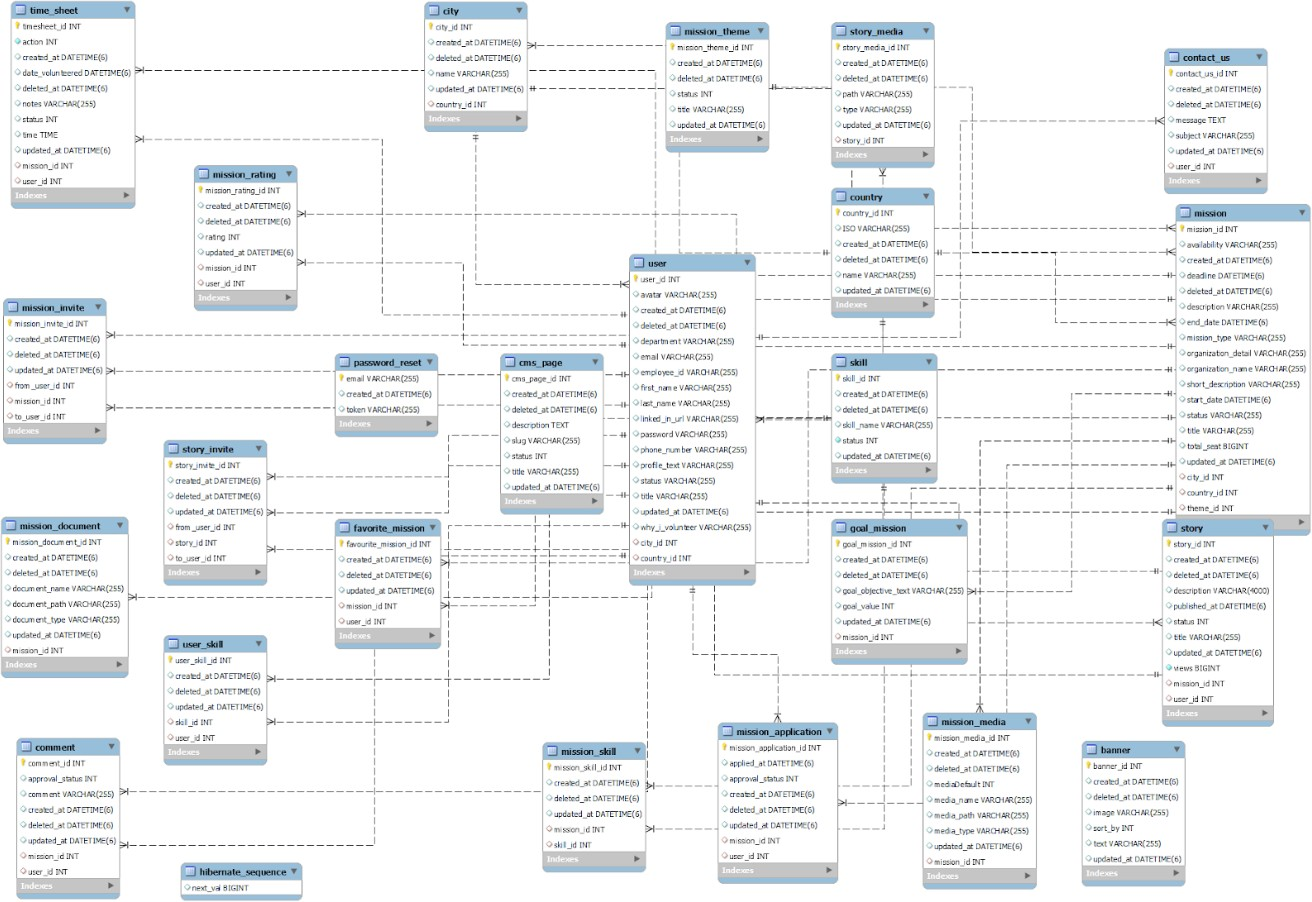 time_sheet
timesheet_id INT
action INT
created_at DATETIME(6)
date_volunteered DATETIME(6)
deleted_at DATETIME(6)
notes VARCHAR(255)
status INT
time TIME
updated_at DATETIME(6)
mission_id INT
user_id INT
Indexes
city
city_id INT
created_at DATETIME(6)
deleted_at DATETIME(6)
name VARCHAR(255)
updated_at DATETIME(6)
country_id INT
Indexes
mission_theme
mission_theme_id INT
created_at DATETIME(6)
deleted_at DATETIME(6)
status INT
title VARCHAR(255)
updated_at DATETIME(6)
Indexes
story_media
story_media_id INT
created_at DATETIME(6)
deleted_at DATETIME(6)
path VARCHAR(255)
type VARCHAR(255)
updated_at DATETIME(6)
story_id INT
Indexes
contact_us
contact_us_id INT
created_at DATETIME(6)
deleted_at DATETIME(6)
message TEXT
subject VARCHAR(255)
updated_at DATETIME(6)
user_id INT
Indexes
mission_rating
mission_rating_id INT
created_at DATETIME(6)
deleted_at DATETIME(6)
rating INT
updated_at DATETIME(6)
mission_id INT
user_id INT
Indexes
country
country_id INT
ISO VARCHAR(255)
created_at DATETIME(6)
deleted_at DATETIME(6)
name VARCHAR(255)
updated_at DATETIME(6)
Indexes
mission
mission_id INT
availability VARCHAR(255)
created_at DATETIME(6)
deadline DATETIME(6)
deleted_at DATETIME(6)
description VARCHAR(255)
end_date DATETIME(6)
mission_type VARCHAR(255)
organization_detail VARCHAR(255)
organization_name VARCHAR(255)
short_description VARCHAR(255)
start_date DATETIME(6)
status VARCHAR(255)
title VARCHAR(255)
total_seat BIGINT
updated_at DATETIME(6)
city_id INT
country_id INT
theme_id INT
user
user_id INT
avatar VARCHAR(255)
created_at DATETIME(6)
deleted_at DATETIME(6)
department VARCHAR(255)
email VARCHAR(255)
employee_id VARCHAR(255)
first_name VARCHAR(255)
last_name VARCHAR(255)
linked_in_url VARCHAR(255)
password VARCHAR(255)
phone_number VARCHAR(255)
profile_text VARCHAR(255)
status VARCHAR(255)
title VARCHAR(255)
updated_at DATETIME(6)
why_i_volunteer VARCHAR(255)
city_id INT
country_id INT
Indexes
mission_invite
mission_invite_id INT
created_at DATETIME(6)
deleted_at DATETIME(6)
updated_at DATETIME(6)
from_user_id INT
mission_id INT
to_user_id INT
Indexes
password_reset
email VARCHAR(255)
created_at DATETIME(6)
token VARCHAR(255)
Indexes
cms_page
cms_page_id INT
created_at DATETIME(6)
deleted_at DATETIME(6)
description TEXT
slug VARCHAR(255)
status INT
title VARCHAR(255)
updated_at DATETIME(6)
Indexes
skill
skill_id INT
created_at DATETIME(6)
deleted_at DATETIME(6)
skill_name VARCHAR(255)
status INT
updated_at DATETIME(6)
Indexes
story_invite
story_invite_id INT
created_at DATETIME(6)
deleted_at DATETIME(6)
updated_at DATETIME(6)
from_user_id INT
story_id INT
to_user_id INT
Indexes
mission_document
mission_document_id INT
created_at DATETIME(6)
deleted_at DATETIME(6)
document_name VARCHAR(255)
document_path VARCHAR(255)
document_type VARCHAR(255)
updated_at DATETIME(6)
mission_id INT
Indexes
favorite_mission
favourite_mission_id INT
created_at DATETIME(6)
deleted_at DATETIME(6)
updated_at DATETIME(6)
mission_id INT
user_id INT
Indexes
goal_mission
goal_mission_id INT
created_at DATETIME(6)
deleted_at DATETIME(6)
goal_objective_text VARCHAR(255)
goal_value INT
updated_at DATETIME(6)
mission_id INT
Indexes
story
story_id INT
created_at DATETIME(6)
deleted_at DATETIME(6)
description VARCHAR(4000)
published_at DATETIME(6)
status INT
title VARCHAR(255)
updated_at DATETIME(6)
views BIGINT
mission_id INT
user_id INT
Indexes
user_skill
user_skill_id INT
created_at DATETIME(6)
deleted_at DATETIME(6)
updated_at DATETIME(6)
skill_id INT
user_id INT
Indexes
comment
comment_id INT
approval_status INT
comment VARCHAR(255)
created_at DATETIME(6)
deleted_at DATETIME(6)
updated_at DATETIME(6)
mission_id INT
user_id INT
Indexes
mission_skill
mission_skill_id INT
created_at DATETIME(6)
deleted_at DATETIME(6)
updated_at DATETIME(6)
mission_id INT
skill_id INT
Indexes
mission_application
mission_application_id INT
applied_at DATETIME(6)
approval_status INT
created_at DATETIME(6)
deleted_at DATETIME(6)
updated_at DATETIME(6)
mission_id INT
user_id INT
Indexes
mission_media
mission_media_id INT
created_at DATETIME(6)
deleted_at DATETIME(6)
mediaDefault INT
media_name VARCHAR(255)
media_path VARCHAR(255)
media_type VARCHAR(255)
updated_at DATETIME(6)
mission_id INT
Indexes
banner
banner_id INT
created_at DATETIME(6)
deleted_at DATETIME(6)
image VARCHAR(255)
sort_by INT
text VARCHAR(255)
updated_at DATETIME(6)
Indexes
hibernate_sequence
next_val BIGINT